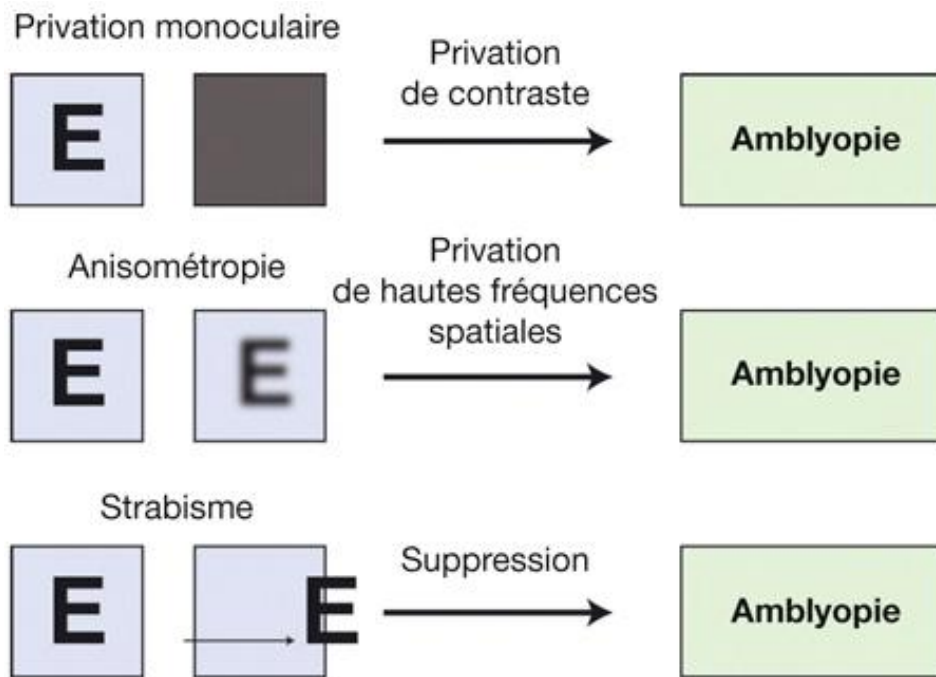 Privation monoculaire
E
Privation
de contraste
Amblyopie
Anisométropie
E
E
Privation
de hautes fréquences
spatiales
Amblyopie
Strabisme
E
E
Suppression
Amblyopie